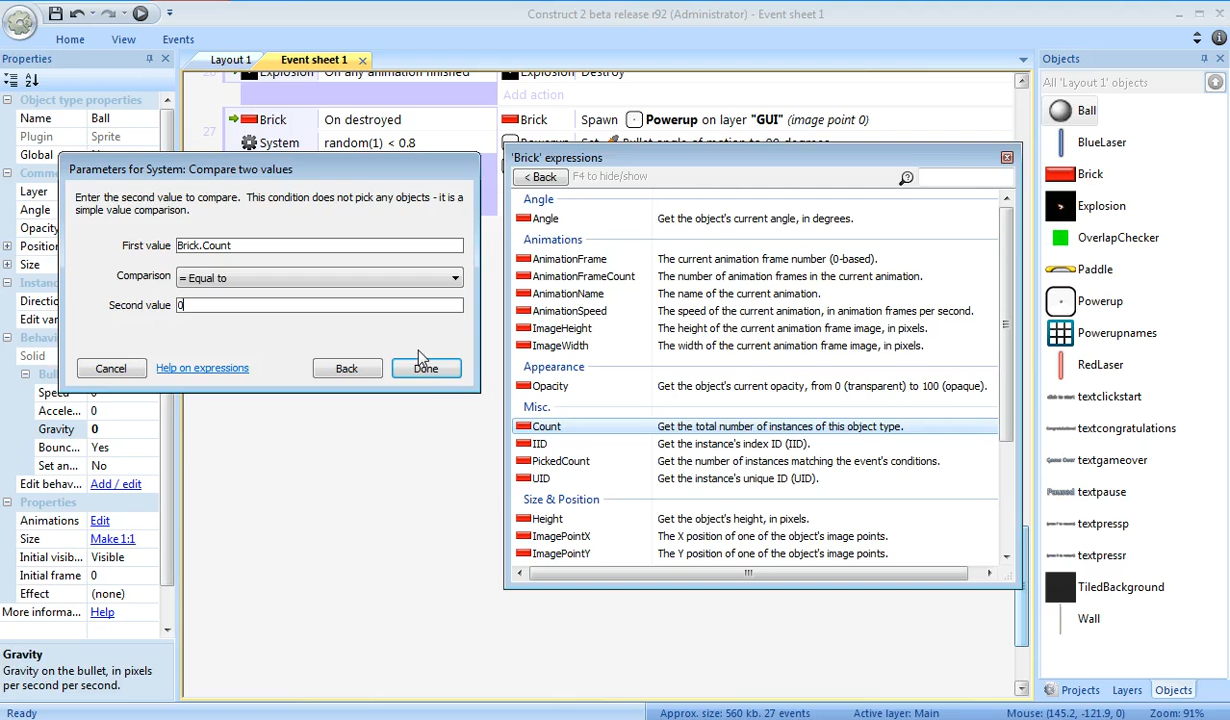 Construct 2 beta release r92 (Administrator) - Event sheet 1
Home
View
Events
Properties
Layout 1
Event sheet 1
Objects
Object type properties
Name
Ball
Plugin
Sprite
Global
Layer
Angle
Opacity
Position
Size
Speed
Accele...
0
Gravity
0
Bounc...
Yes
Set an...
No
Edit behav...
Add / edit
Properties
Animations
Edit
Size
Make 1:1
Initial visib...
Visible
Initial frame
0
Effect
(none)
More informa...
Help
Gravity
Gravity on the bullet, in pixels
per second per second.
Explosion
On any animation finished
Explosion
Destroy
Add action
27
Brick
On destroyed
Brick
Spawn Powerup on layer "GUI" (image point 0)
System
random(1) < 0.8
Parameters for System: Compare two values
Enter the second value to compare. This condition does not pick any objects - it is a
simple value comparison.
First value
Brick.Count
Comparison
= Equal to
Second value
0
Cancel
Help on expressions
Back
Done
'Brick' expressions
< Back
F4 to hide/show
Angle
Angle
Get the object's current angle, in degrees.
Animations
AnimationFrame
The current animation frame number (0-based).
AnimationFrameCount
The number of animation frames in the current animation.
AnimationName
The name of the current animation.
AnimationSpeed
The speed of the current animation, in animation frames per second.
ImageHeight
The height of the current animation frame image, in pixels.
ImageWidth
The width of the current animation frame image, in pixels.
Appearance
Opacity
Get the object's current opacity, from 0 (transparent) to 100 (opaque).
Misc.
Count
Get the total number of instances of this object type.
IID
Get the instance's index ID (IID).
PickedCount
Get the number of instances matching the event's conditions.
UID
Get the instance's unique ID (UID).
Size & Position
Height
Get the object's height, in pixels.
ImagePointX
The X position of one of the object's image points.
ImagePointY
The Y position of one of the object's image points.
All 'Layout 1' objects
Ball
BlueLaser
Brick
Explosion
OverlapChecker
Paddle
Powerup
Powerupnames
RedLaser
textclickstart
textcongratulations
textgameover
textpause
textpressp
textpressr
TiledBackground
Wall
Projects
Layers
Objects
Ready
Approx. size: 560 kb. 27 events
Active layer: Main
Mouse: (145.2, -121.9, 0)
Zoom: 91%